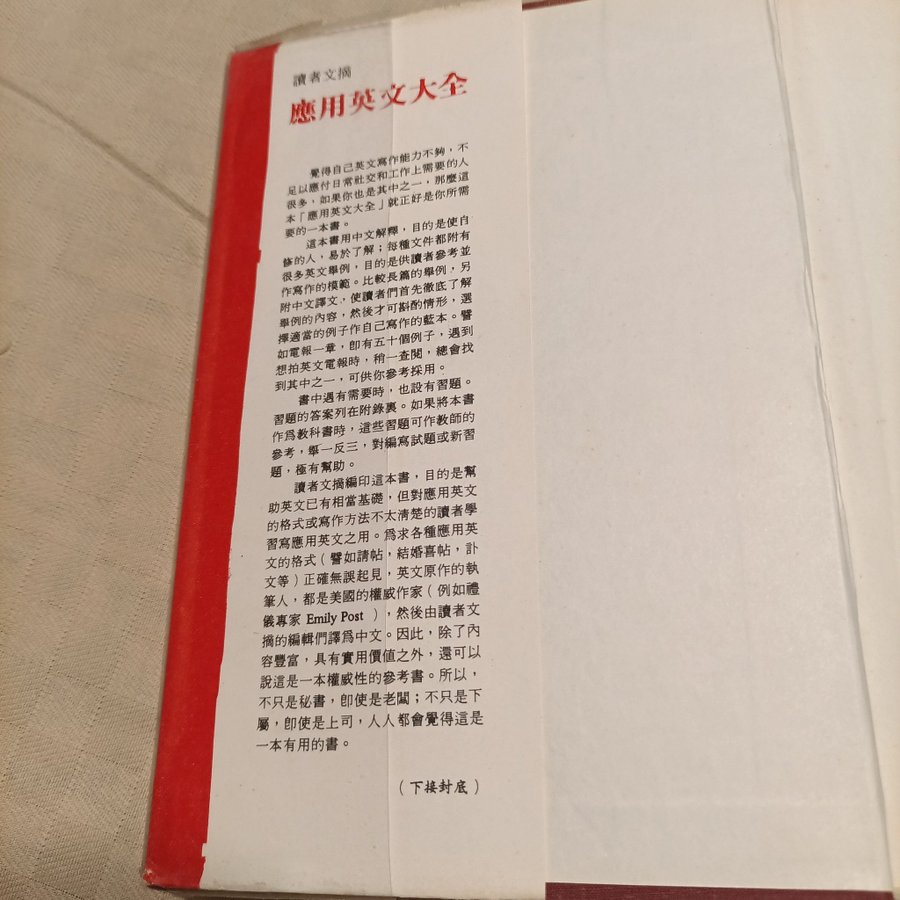 讀者文摘
應用英文大全
覺得自己英文寫作能力不夠，不
足以應付日常社交和工作上需要的人
很多，如果你也是其中之一，那麼這
本「應用英文大全」就正好是你所需
要的一本書。
這本書用中文解釋，目的是使自
修的人，易於了解；每種文件都附有
很多英文舉例，目的是供讀者參考並
作寫作的模範。比較長篇的舉例，另
附中文譯文，使讀者們首先徹底了解
舉例的內容，然後才可斟酌情形，選
擇適當的例子作自己寫作的藍本。譬
如電報一章，即有五十個例子，遇到
想拍英文電報時，稍一查閱，總會找
到其中之一，可供你參考採用。
書中遇有需要時，也設有習題。
習題的答案列在附錄裏。如果將本書
作爲教科書時，這些習題可作教師的
參考，舉一反三，對編寫試題或新習
題，極有幫助。
讀者文摘編印這本書，目的是幫
助英文已有相當基礎，但對應用英文
的格式或寫作方法不太清楚的讀者學
習寫應用英文之用。爲求各種應用英
文的格式（譬如請帖，結婚喜帖，訃
文等）正確無誤起見，英文原作的執
筆人，都是美國的權威作家（例如禮
儀專家 Emily Post ），然後由讀者文
摘的編輯們譯爲中文。因此，除了內
容豐富，具有實用價值之外，還可以
說這是一本權威性的參考書。所以，
不只是秘書，即使是老闆；不只是下
屬，即使是上司，人人都會覺得這是
一本有用的書。
（下接封底）